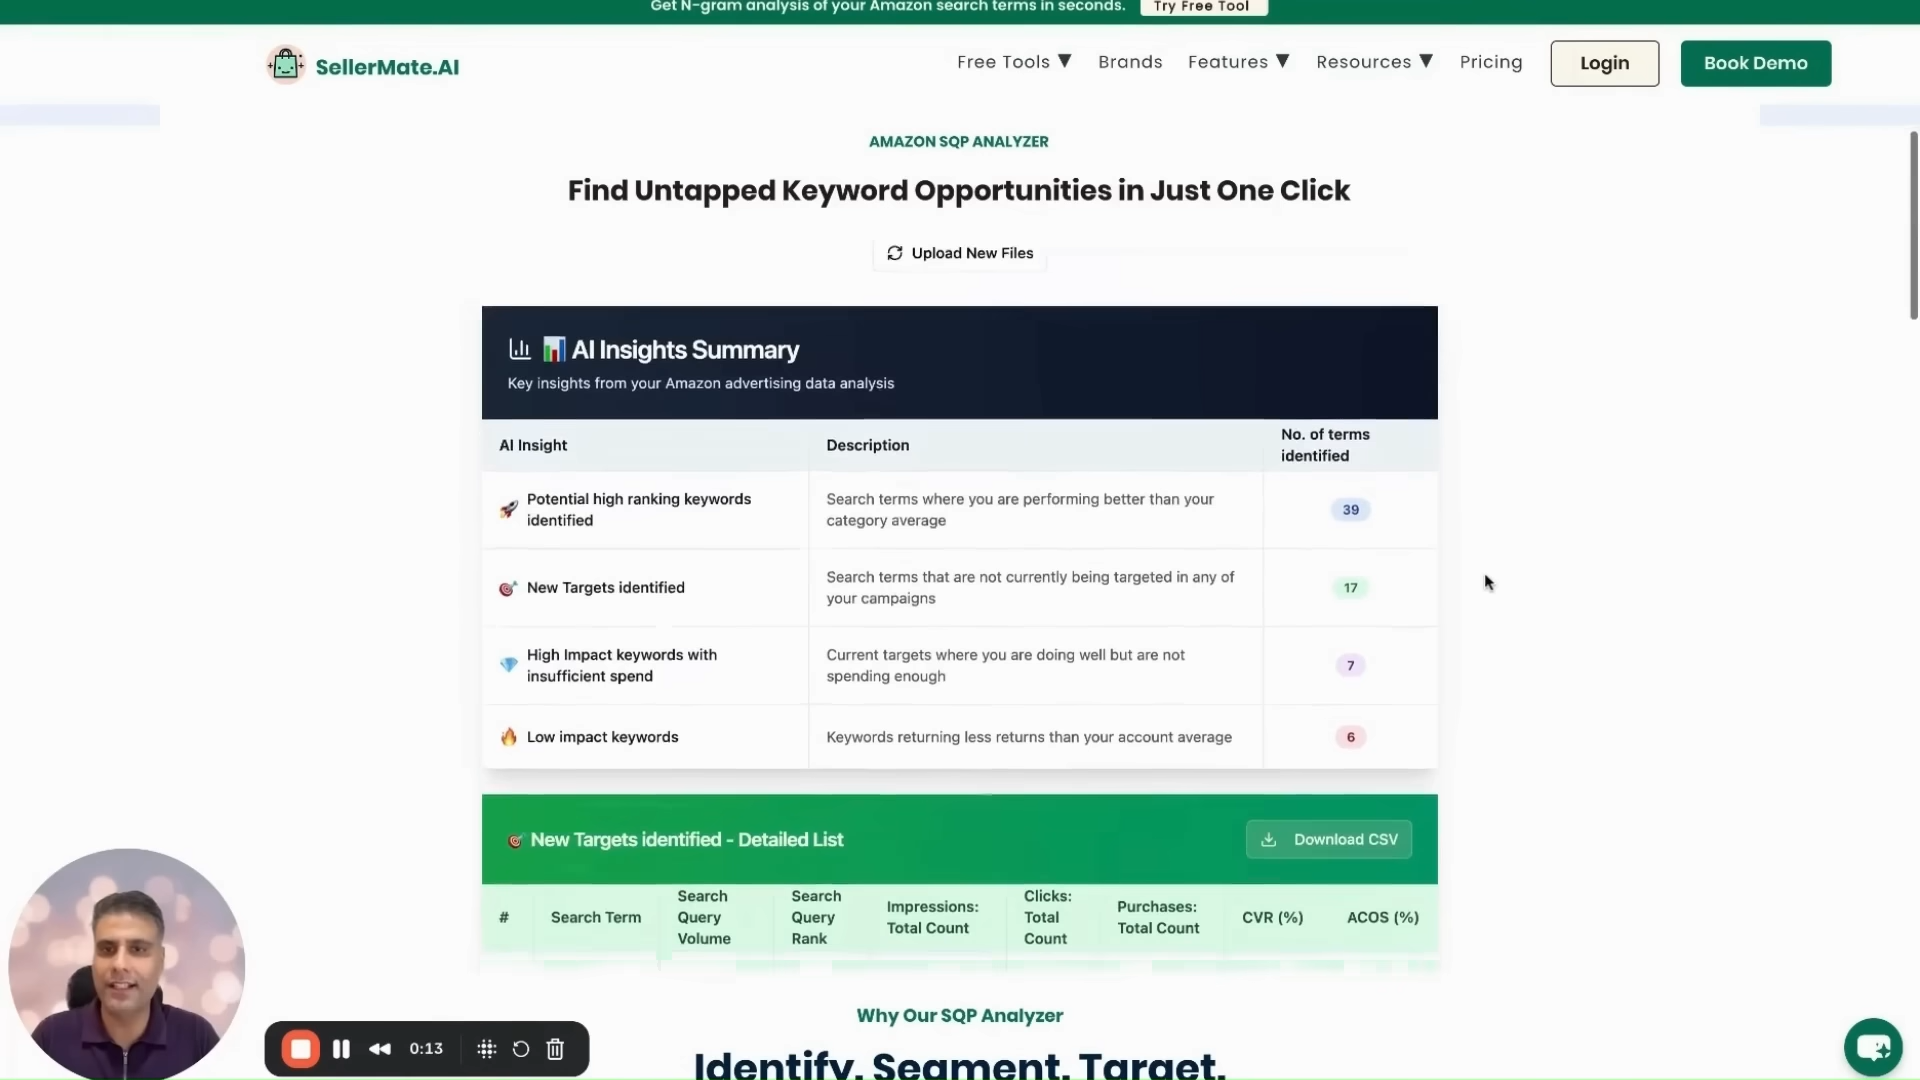 Get N-gram analysis of your Amazon search terms in seconds. Try Free Tool
SellerMate.AI
Free Tools ▼ Brands Features ▼ Resources ▼ Pricing Login Book Demo
AMAZON SQP ANALYZER
Find Untapped Keyword Opportunities in Just One Click
Upload New Files
AI Insights Summary
Key insights from your Amazon advertising data analysis
AI Insight
Description
No. of terms
identified
Potential high ranking keywords
identified
Search terms where you are performing better than your
category average
39
New Targets identified
Search terms that are not currently being targeted in any of
your campaigns
17
High Impact keywords with
insufficient spend
Current targets where you are doing well but are not
spending enough
7
Low impact keywords
Keywords returning less returns than your account average
6
New Targets identified - Detailed List
Download CSV
#
Search Term
Search
Query
Volume
Search
Query
Rank
Impressions:
Total Count
Clicks:
Total
Count
Purchases:
Total Count
CVR (%)
ACOS (%)
Why Our SQP Analyzer
Identify. Segment. Target.
0:13